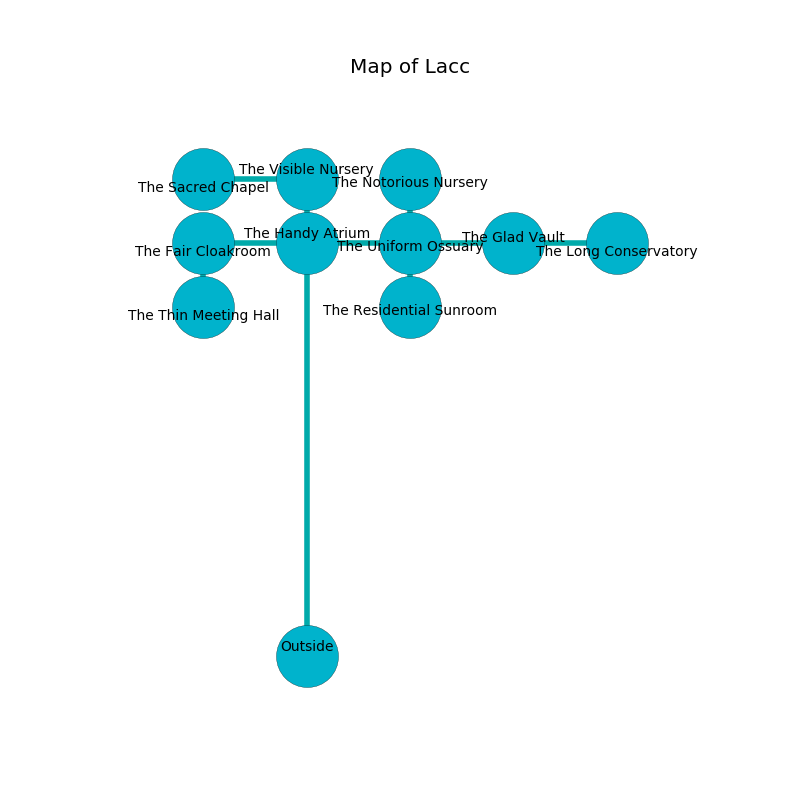 Map of Lacc
The Visible Nursery
The Notorious Nursery
The Sacred Chapel
The Handy Atrium
The Glad Vault
The Uniform Ossuary
The Fair Cloakroom
The Long Conservatory
The Residential Sunroom
The Thin Meeting Hall
Outside